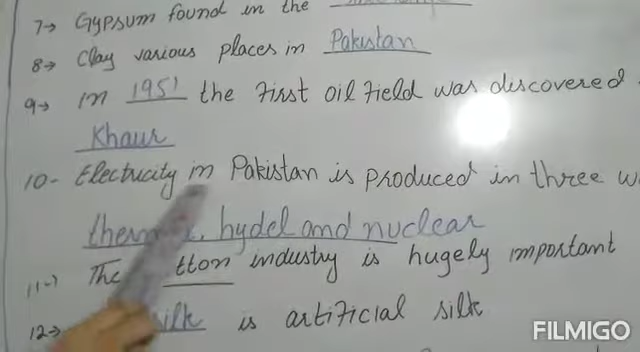 7→ Gypsum found in the
8→ Clay various places in Pakistan
9→ In 1951 the First oil Field was discovered
Khaur
10- Electricity in Pakistan is produced in three
hydel and nuclear
11→ The industry is hugely important
12→ is artificial silk
FILMIGO